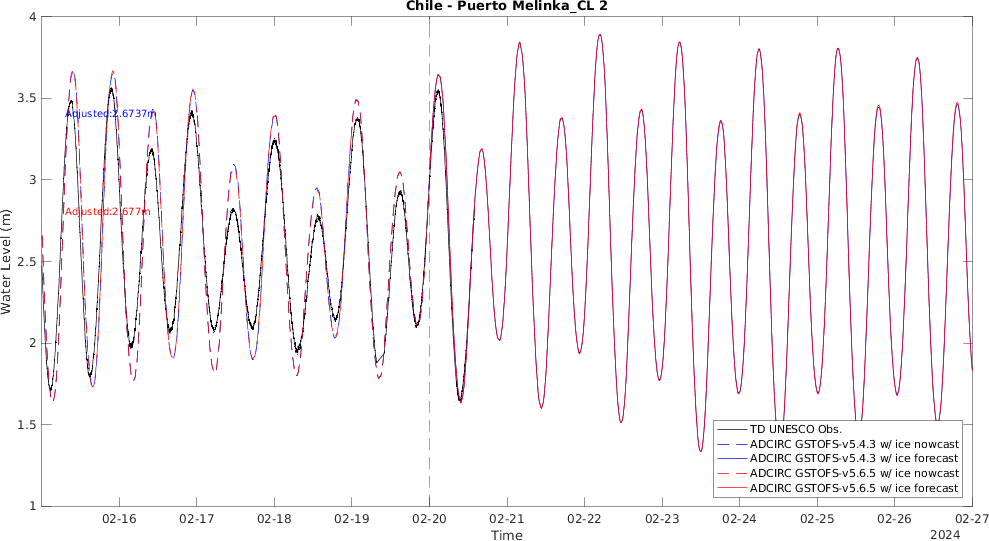 Chile - Puerto Melinka_CL 2
4
3.5
3
2.5
2
1.5
1
Water Level (m)
Adjusted:2.6737m
Adjusted:2.677m
TD UNESCO Obs.
ADCIRC GSTOFS-v5.4.3 w/ ice nowcast
ADCIRC GSTOFS-v5.4.3 w/ ice forecast
ADCIRC GSTOFS-v5.6.5 w/ ice nowcast
ADCIRC GSTOFS-v5.6.5 w/ ice forecast
02-16 02-17 02-18 02-19 02-20 02-21 02-22 02-23 02-24 02-25 02-26 02-27
Time
2024